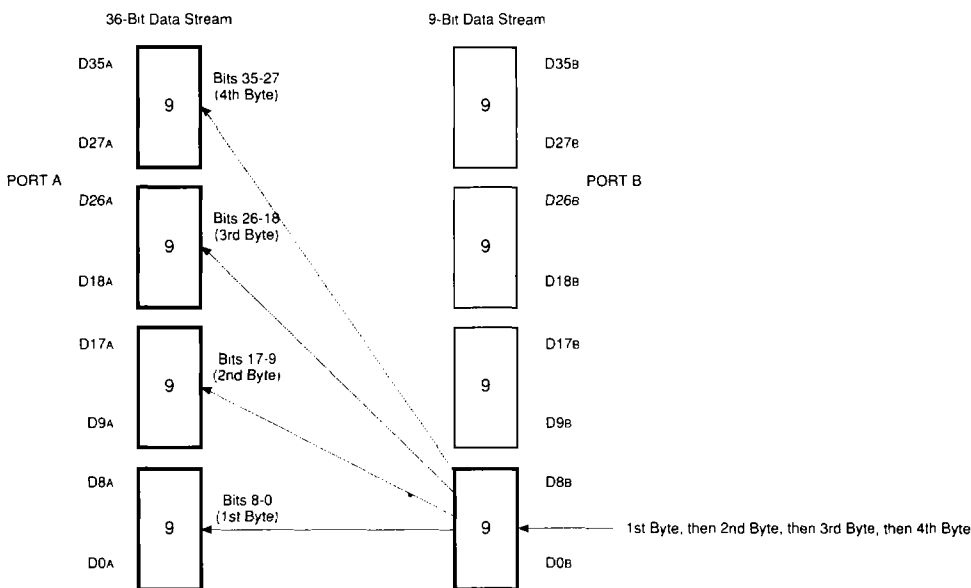 36-Bit Data Stream
9-Bit Data Stream
D35A
Bits 35-27
(4th Byte)
9
D27A
D35B
9
D27B
PORT A
PORT B
D26A
Bits 26-18
(3rd Byte)
9
D18A
D26B
9
D18B
D17A
Bits 17-9
(2nd Byte)
9
D9A
D17B
9
D9B
D8A
Bits 8-0
(1st Byte)
9
D0A
D8B
9
D0B
1st Byte, then 2nd Byte, then 3rd Byte, then 4th Byte